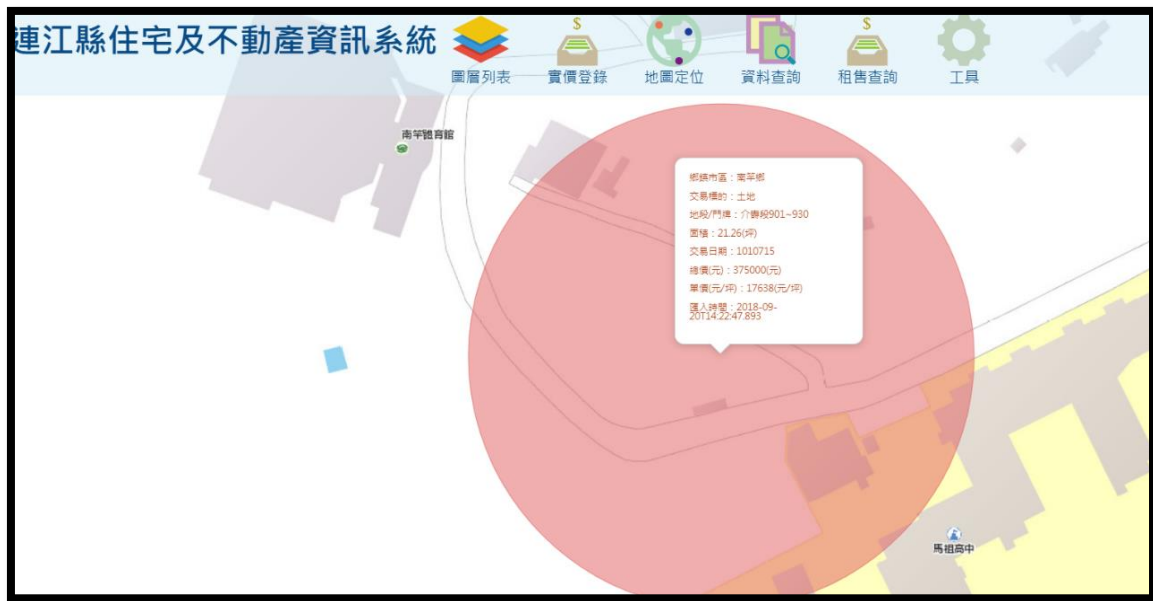 連江縣住宅及不動產資訊系統
圖層列表
實價登錄
地圖定位
資料查詢
租售查詢
工具
南竿體育館
鄉鎮市區：南竿鄉
交易標的：土地
地段/門牌：介壽段901~930
面積：21.26(坪)
交易日期：1010715
總價(元)：375000(元)
單價(元/坪)：17638(元/坪)
匯入時間：2018-09-
20T14:22:47.893
馬祖高中